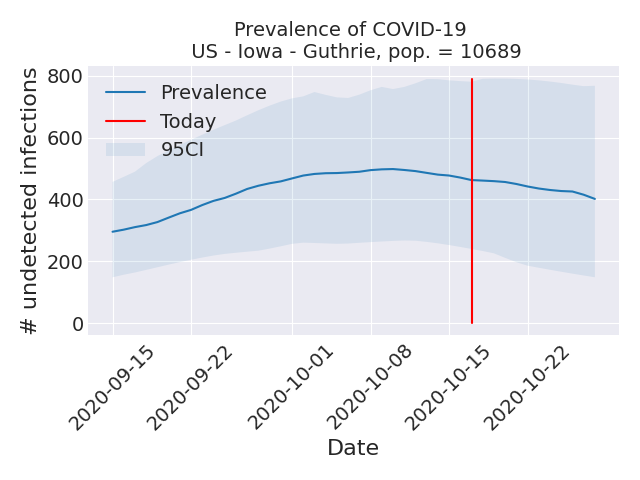 Prevalence of COVID-19
US - Iowa - Guthrie, pop. = 10689
# undetected infections
800
600
400
200
0
Prevalence
Today
95CI
2020-09-15
2020-09-22
2020-10-01
2020-10-08
2020-10-15
2020-10-22
Date